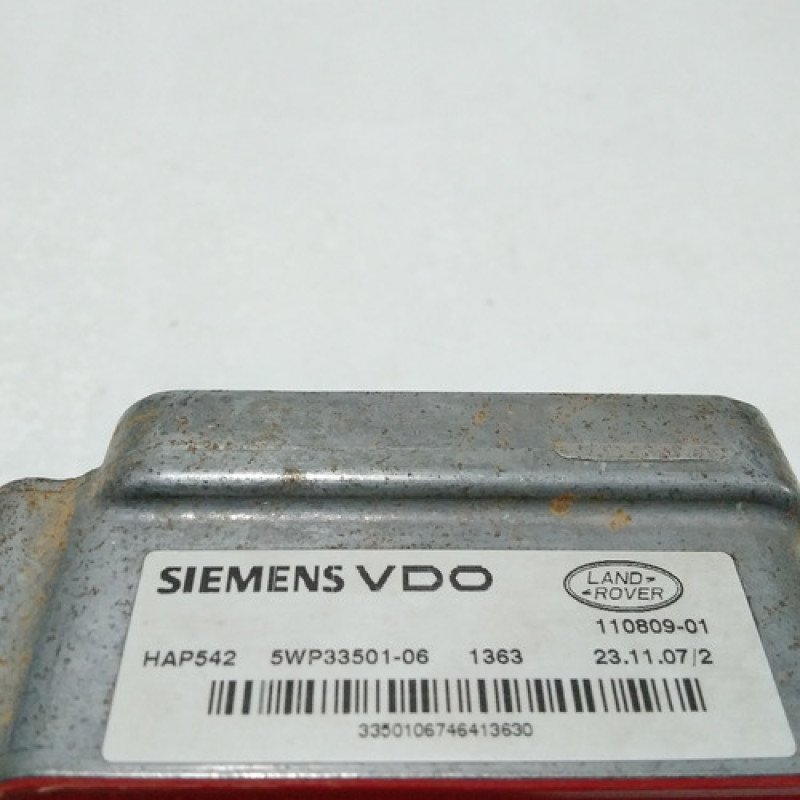 SIEMENS VDO
LAND
ROVER
110809-01
HAP542 5WP33501-06 1363 23.11.07/2
3350106746413630